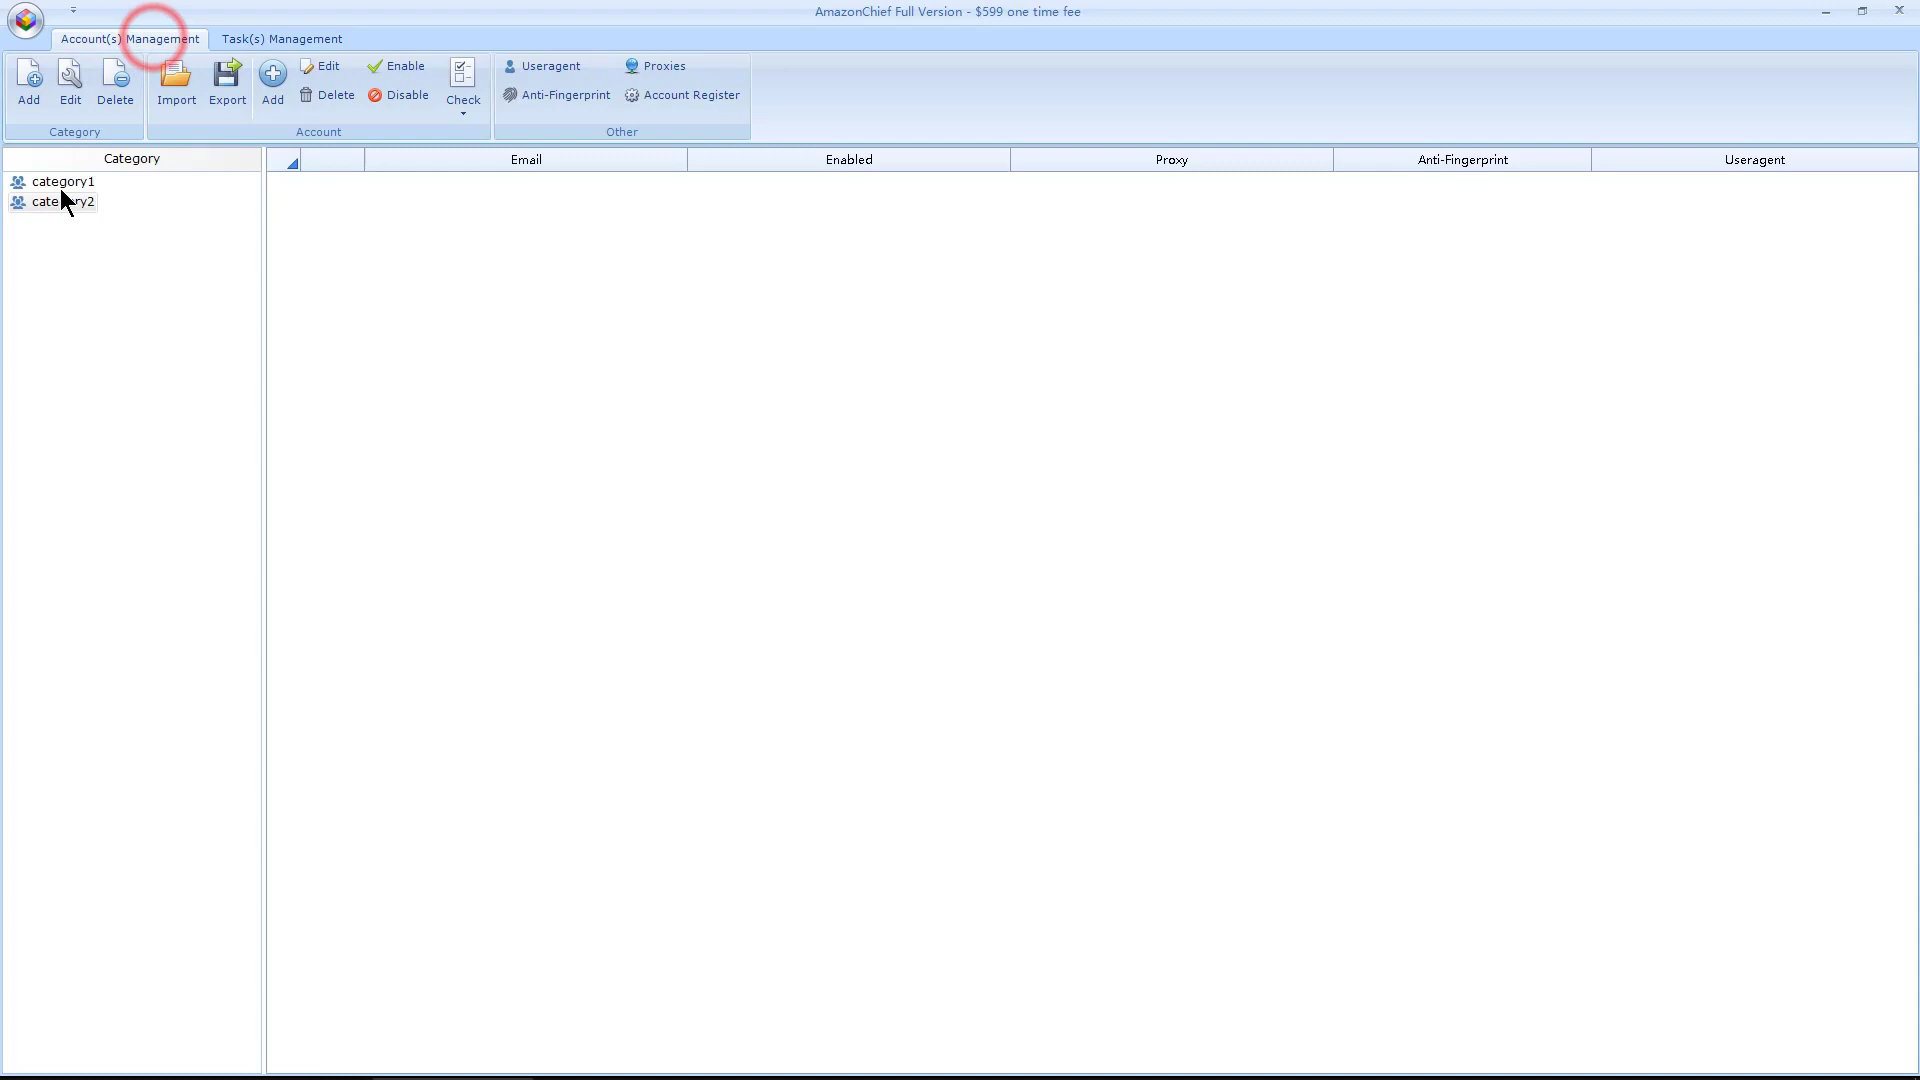 AmazonChief Full Version - $599 one time fee
Account(s) Management Task(s) Management
Add Edit Delete Import Export Add Edit Delete Enable Disable Check Useragent Anti-Fingerprint Proxies Account Register
Category Account Other
Category Email Enabled Proxy Anti-Fingerprint Useragent
category1
category2